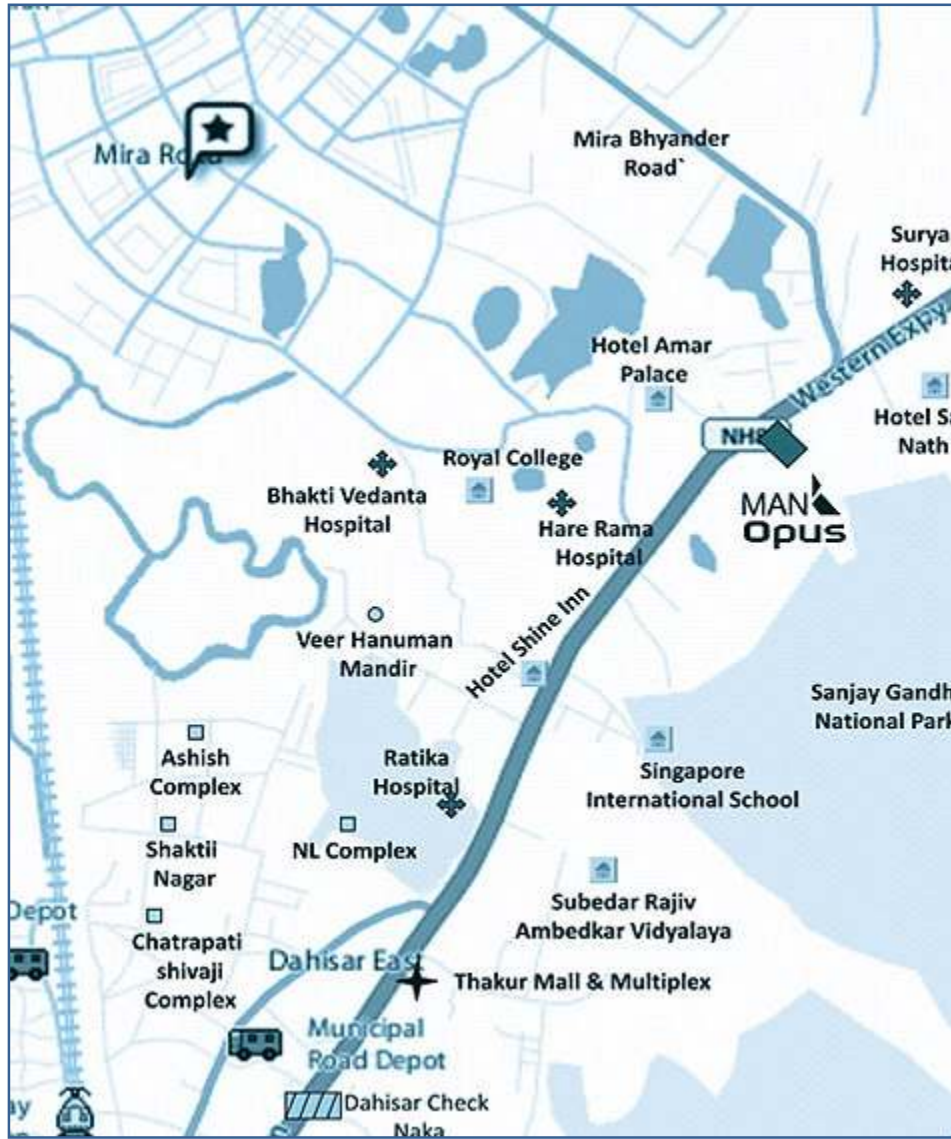 Mira Bhyander
Road`
Mira Road
Surya
Hospita
Hotel Amar
Palace
Western Expy
NH8
Hotel Sa
Nath
Royal College
Bhakti Vedanta
Hospital
MAN
Opus
Hare Rama
Hospital
Hotel Shine Inn
Veer Hanuman
Mandir
Sanjay Gandh
National Park
Ashish
Complex
Ratika
Hospital
Singapore
International School
Shaktii
Nagar
NL Complex
Subedar Rajiv
Ambedkar Vidyalaya
Depot
Chatrapati
shivaji
Complex
Dahisar East
Thakur Mall & Multiplex
Municipal
Road Depot
Dahisar Check
Naka
ay